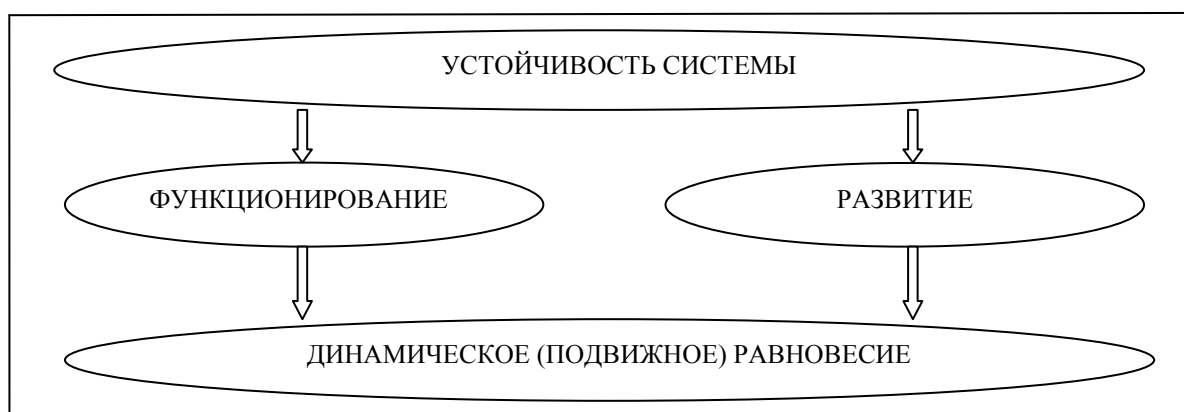 УСТОЙЧИВОСТЬ СИСТЕМЫ
ФУНКЦИОНИРОВАНИЕ
РАЗВИТИЕ
ДИНАМИЧЕСКОЕ (ПОДВИЖНОЕ) РАВНОВЕСИЕ